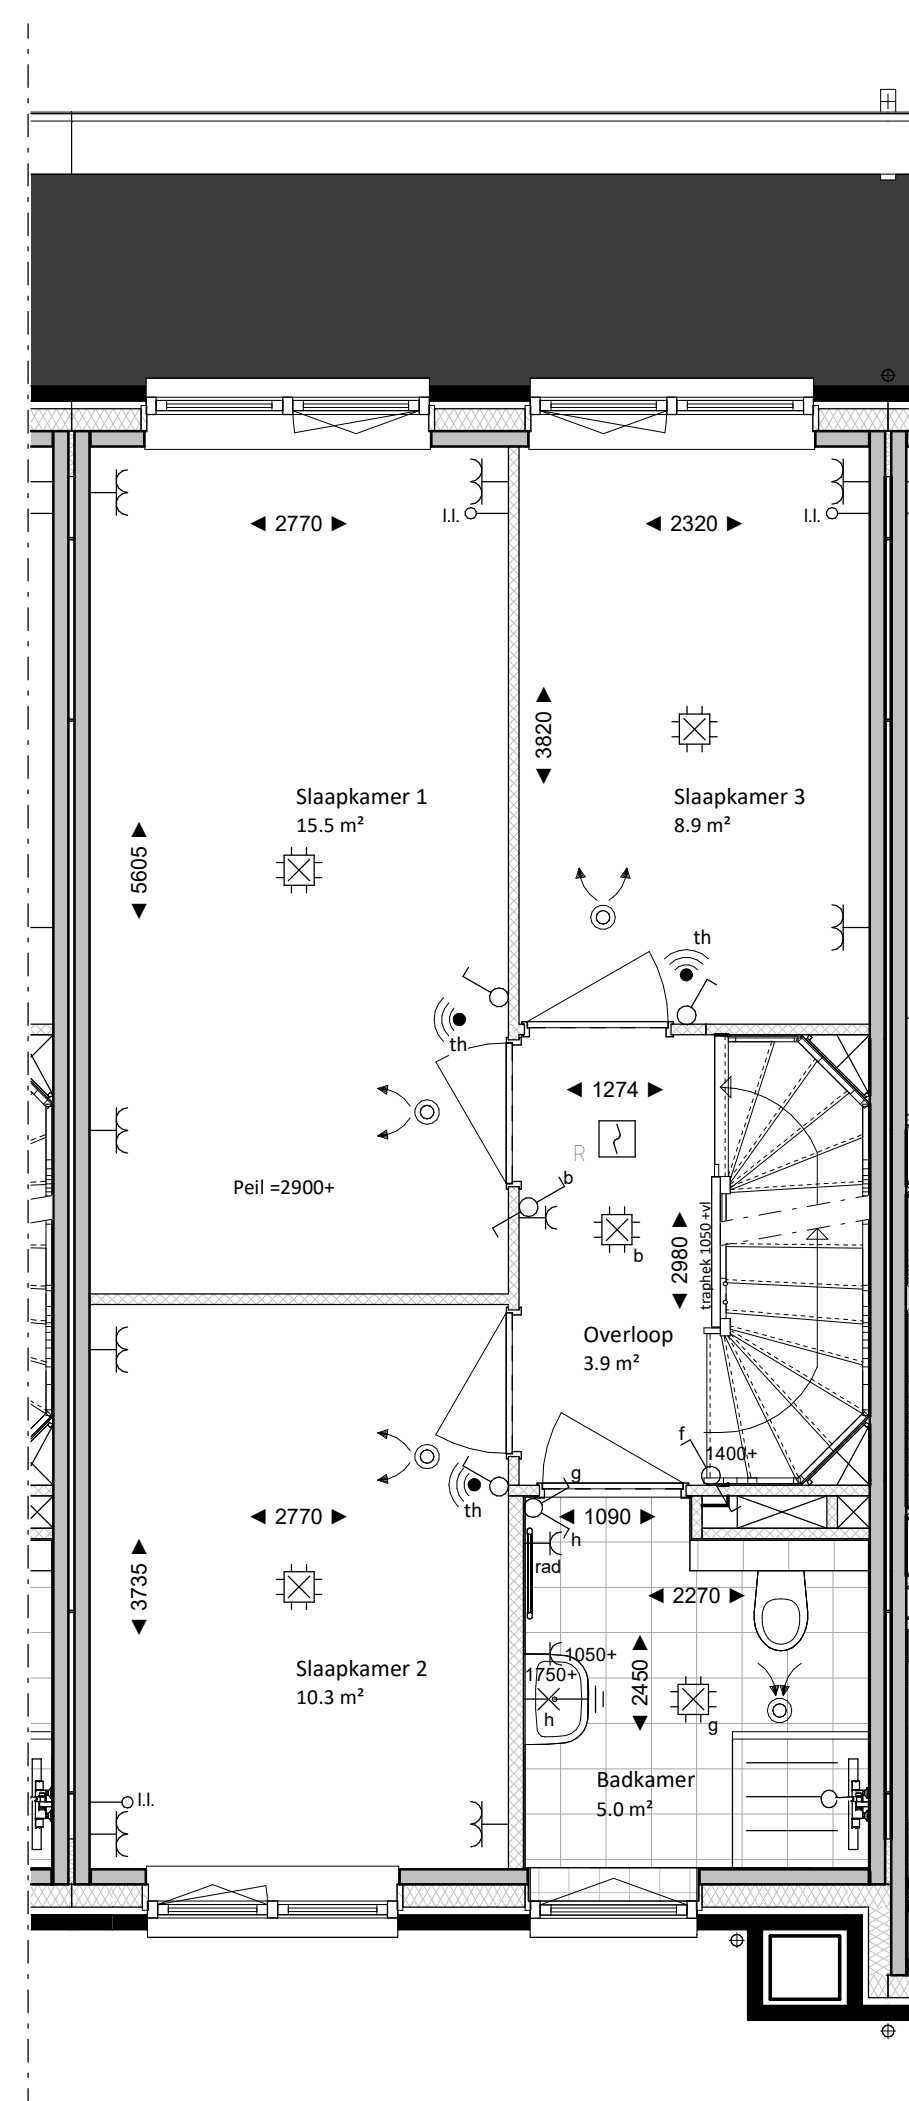 ◄ 2770 ►
◄ 2320 ►
l.l.
l.l.
◄ 3820 ►
Slaapkamer 1
15.5 m²
Slaapkamer 3
8.9 m²
◄ 5605 ►
th
th
◄ 1274 ►
R
b
Peil =2900+
b
◄ 2980 ►
traphek 1050 +vl
Overloop
3.9 m²
f
1400+
g
◄ 2770 ►
th
◄ 1090 ►
h
rad
◄ 3735 ►
◄ 2270 ►
1050+
1750+
◄ 2450 ►
Slaapkamer 2
10.3 m²
h
g
Badkamer
5.0 m²
l.l.